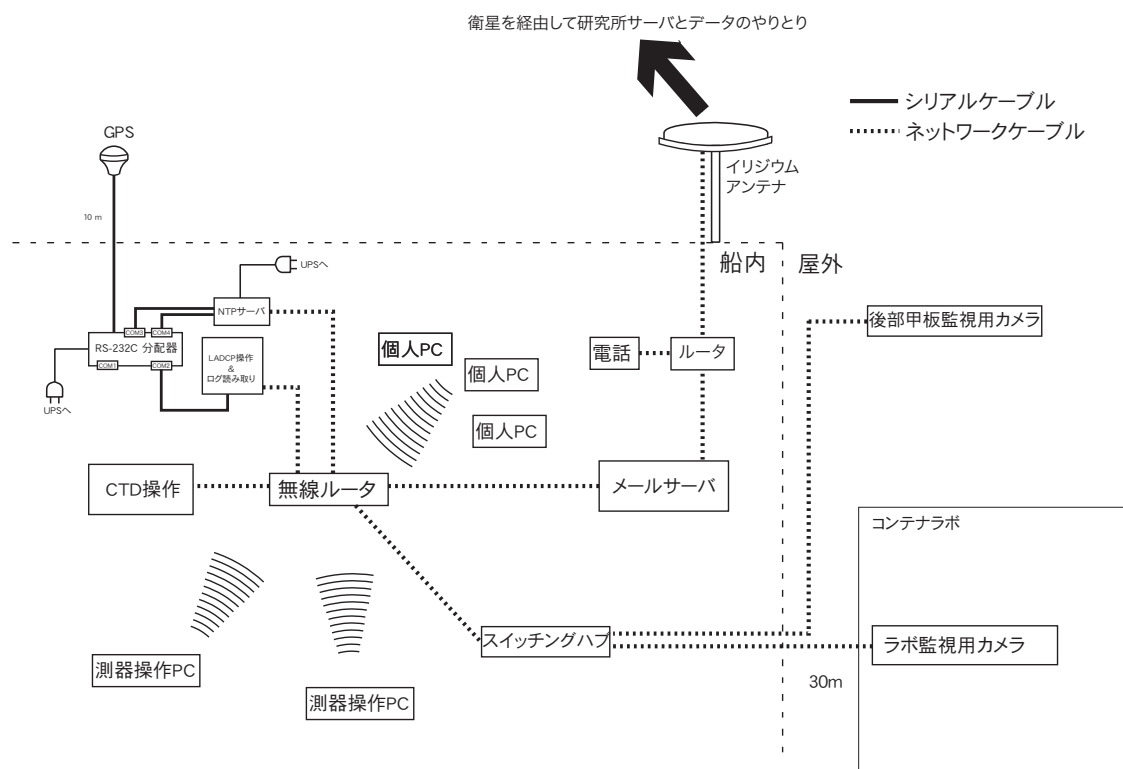 衛星を経由して研究所サーバとデータのやりとり
シリアルケーブル
ネットワークケーブル
GPS
イリジウム
アンテナ
10 m
船内
屋外
UPSへ
NTPサーバ
COM3
COM4
RS-232C 分配器
COM1
COM2
UPSへ
LADCP操作
&
ログ読み取り
個人PC
個人PC
個人PC
電話
ルータ
後部甲板監視用カメラ
CTD操作
無線ルータ
メールサーバ
コンテナラボ
スイッチングハブ
ラボ監視用カメラ
30m
測器操作PC
測器操作PC